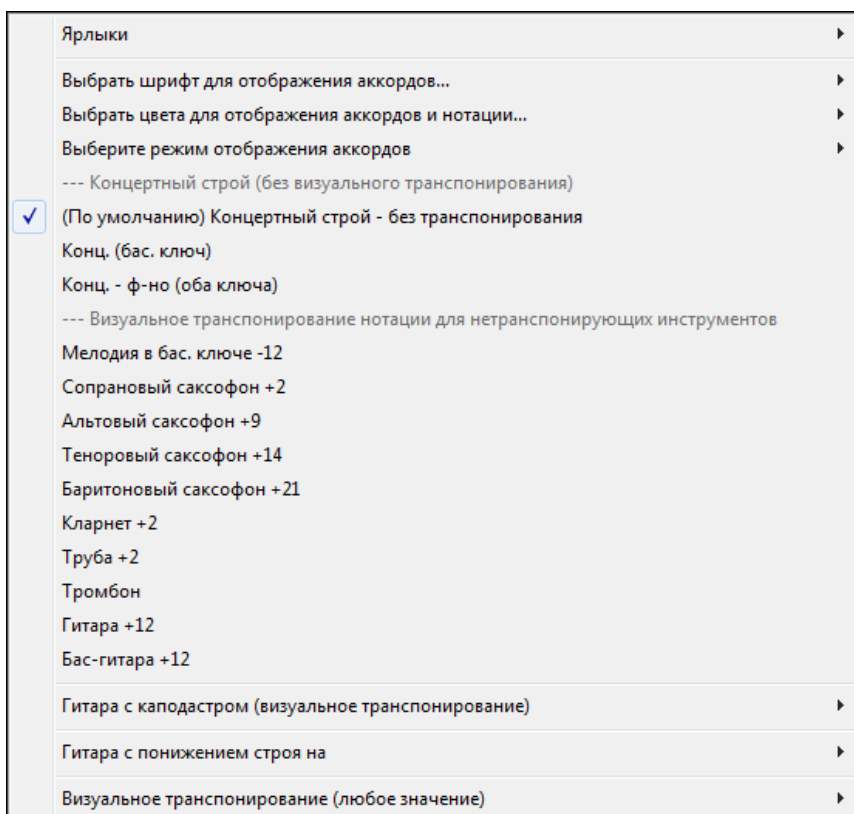 Ярлыки
Выбрать шрифт для отображения аккордов...
Выбрать цвета для отображения аккордов и нотации...
Выберите режим отображения аккордов
--- Концертный строй (без визуального транспонирования)
(По умолчанию) Концертный строй - без транспонирования
Конц. (бас. ключ)
Конц. - ф-но (оба ключа)
--- Визуальное транспонирование нотации для нетранспонирующих инструментов
Мелодия в бас. ключе -12
Сопрановый саксофон +2
Альтовый саксофон +9
Теноровый саксофон +14
Баритоновый саксофон +21
Кларнет +2
Труба +2
Тромбон
Гитара +12
Бас-гитара +12
Гитара с каподастром (визуальное транспонирование)
Гитара с понижением строя на
Визуальное транспонирование (любое значение)